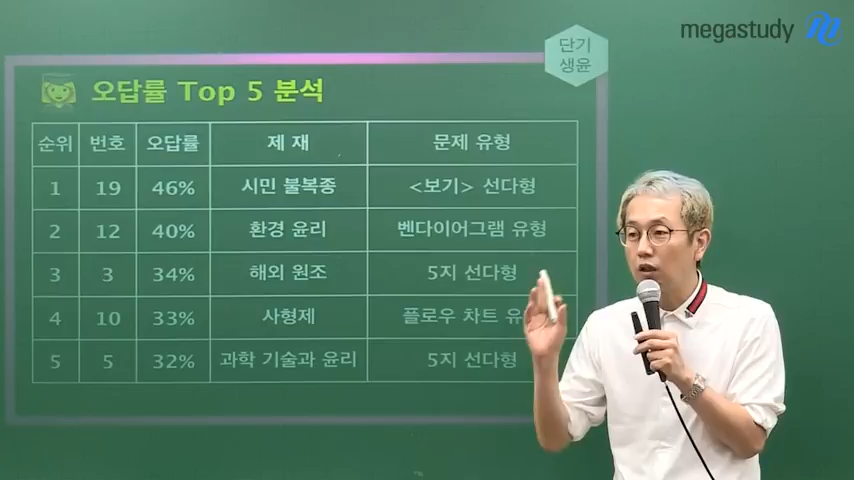 megastudy
단기
생윤
오답률 Top 5 분석
순위 번호 오답률 제 재 문제 유형
1 19 46% 시민 불복종 <보기> 선다형
2 12 40% 환경 윤리 벤다이어그램 유형
3 3 34% 해외 원조 5지 선다형
4 10 33% 사형제 플로우 차트
5 5 32% 과학 기술과 윤리 5지 선다형